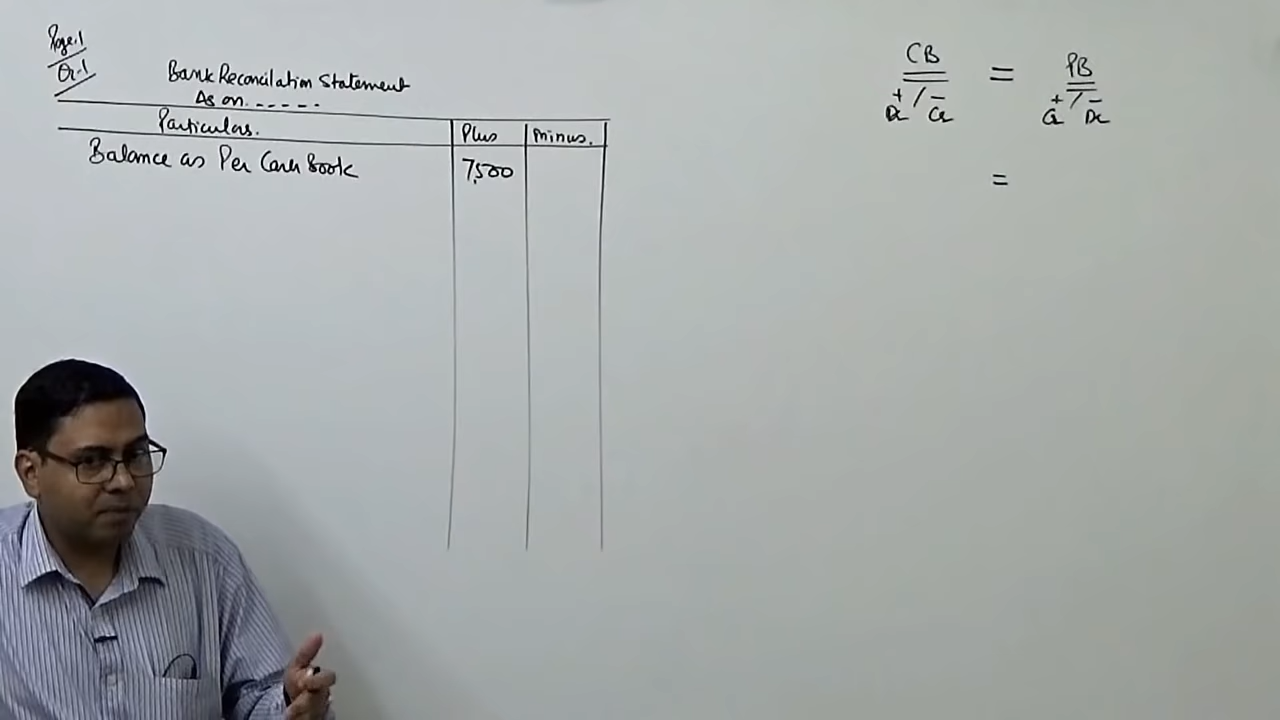 Page.1
Qr.1
Bank Reconcilation Statement
As on. - - - - -
Particulars. Plus Minus.
Balance as Per Cash Book 7,500
CB = PB
+ / - + / -
Dr Cr Cr Dr
=